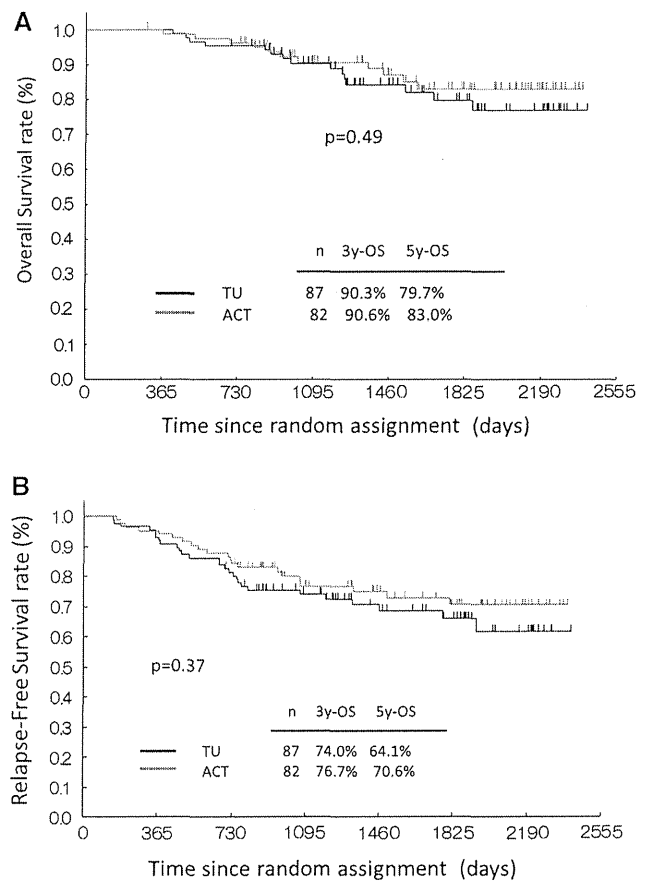 A
Overall Survival rate (%)
1.0
0.9
0.8
0.7
0.6
0.5
0.4
0.3
0.2
0.1
0.0
p=0.49
n 3y-OS 5y-OS
TU 87 90.3% 79.7%
ACT 82 90.6% 83.0%
0 365 730 1095 1460 1825 2190 2555
Time since random assignment (days)
B
Relapse-Free Survival rate (%)
1.0
0.9
0.8
0.7
0.6
0.5
0.4
0.3
0.2
0.1
0.0
p=0.37
n 3y-OS 5y-OS
TU 87 74.0% 64.1%
ACT 82 76.7% 70.6%
0 365 730 1095 1460 1825 2190 2555
Time since random assignment (days)